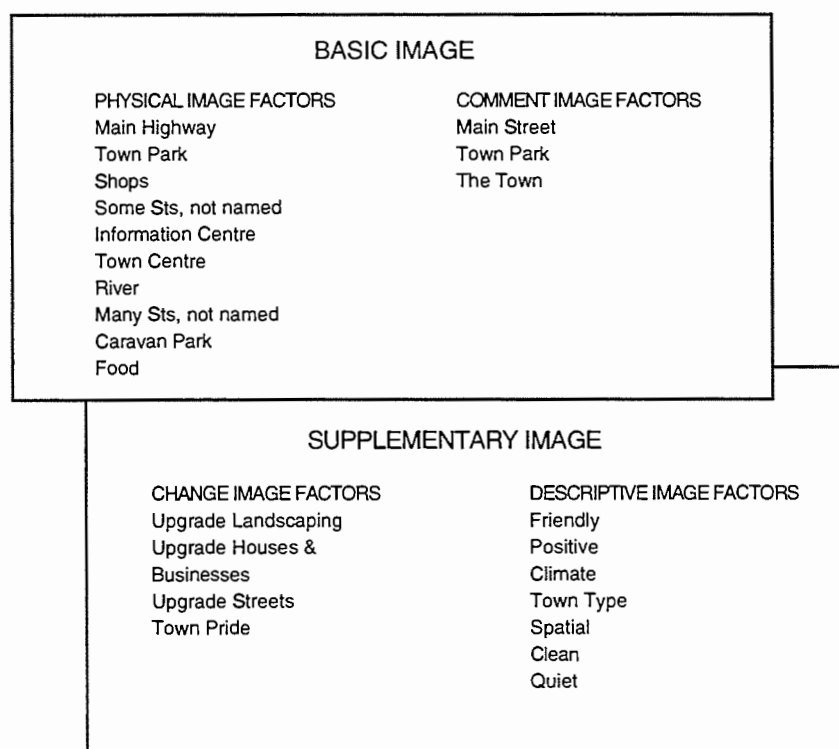 BASIC IMAGE
PHYSICAL IMAGE FACTORS
Main Highway
Town Park
Shops
Some Sts, not named
Information Centre
Town Centre
River
Many Sts, not named
Caravan Park
Food
COMMENT IMAGE FACTORS
Main Street
Town Park
The Town
SUPPLEMENTARY IMAGE
CHANGE IMAGE FACTORS
Upgrade Landscaping
Upgrade Houses &
Businesses
Upgrade Streets
Town Pride
DESCRIPTIVE IMAGE FACTORS
Friendly
Positive
Climate
Town Type
Spatial
Clean
Quiet